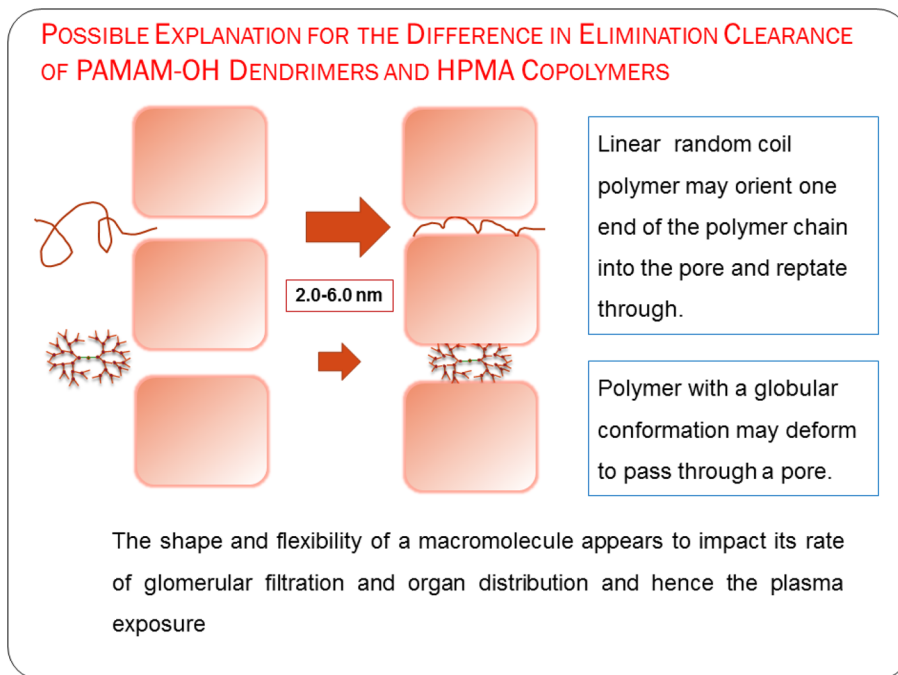 POSSIBLE EXPLANATION FOR THE DIFFERENCE IN ELIMINATION CLEARANCE
OF PAMAM-OH DENDRIMERS AND HPMA COPOLYMERS
Linear random coil
polymer may orient one
end of the polymer chain
into the pore and reptate
through.
2.0-6.0 nm
Polymer with a globular
conformation may deform
to pass through a pore.
The shape and flexibility of a macromolecule appears to impact its rate
of glomerular filtration and organ distribution and hence the plasma
exposure